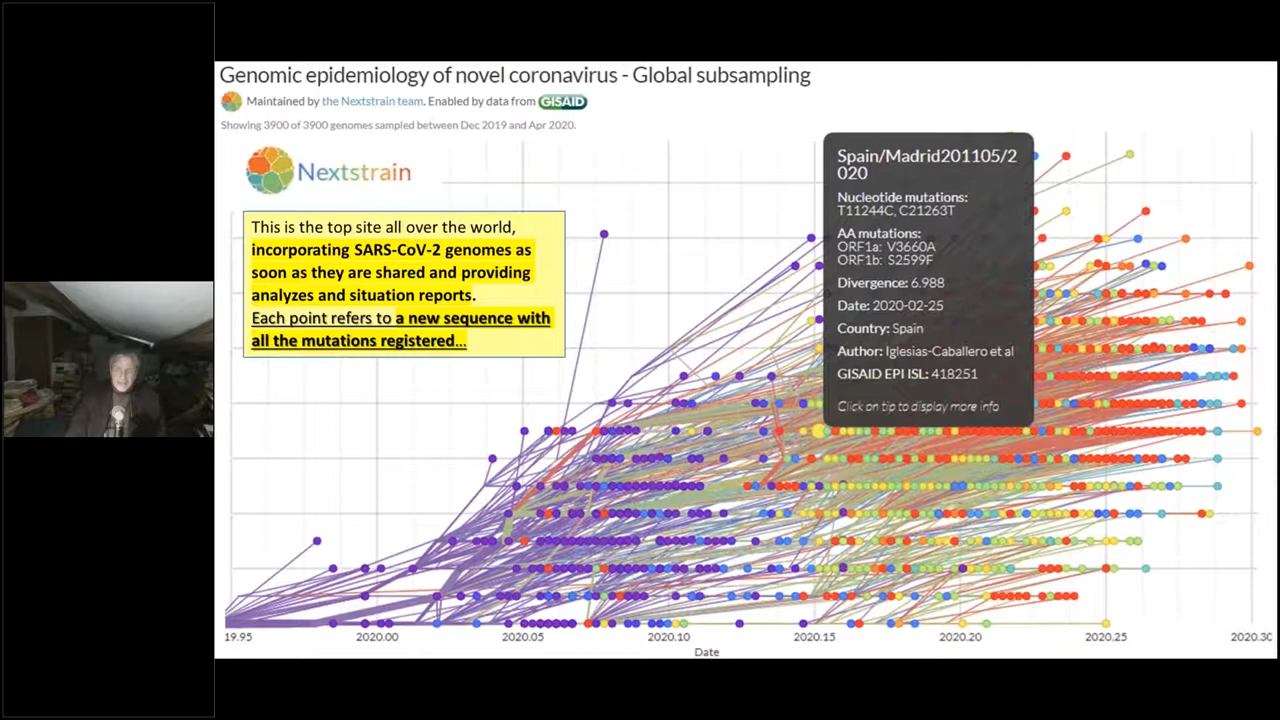 Genomic epidemiology of novel coronavirus - Global subsampling
Maintained by the Nextstrain team. Enabled by data from GISAID
Showing 3900 of 3900 genomes sampled between Dec 2019 and Apr 2020.
Nextstrain
This is the top site all over the world,
incorporating SARS-CoV-2 genomes as
soon as they are shared and providing
analyzes and situation reports.
Each point refers to a new sequence with
all the mutations registered...
Spain/Madrid201105/2
020
Nucleotide mutations:
T11244C, C21263T
AA mutations:
ORF1a: V3660A
ORF1b: S2599F
Divergence: 6.988
Date: 2020-02-25
Country: Spain
Author: Iglesias-Caballero et al
GISAID EPI ISL: 418251
Click on tip to display more info
19.95 2020.00 2020.05 2020.10 2020.15 2020.20 2020.25 2020.30
Date